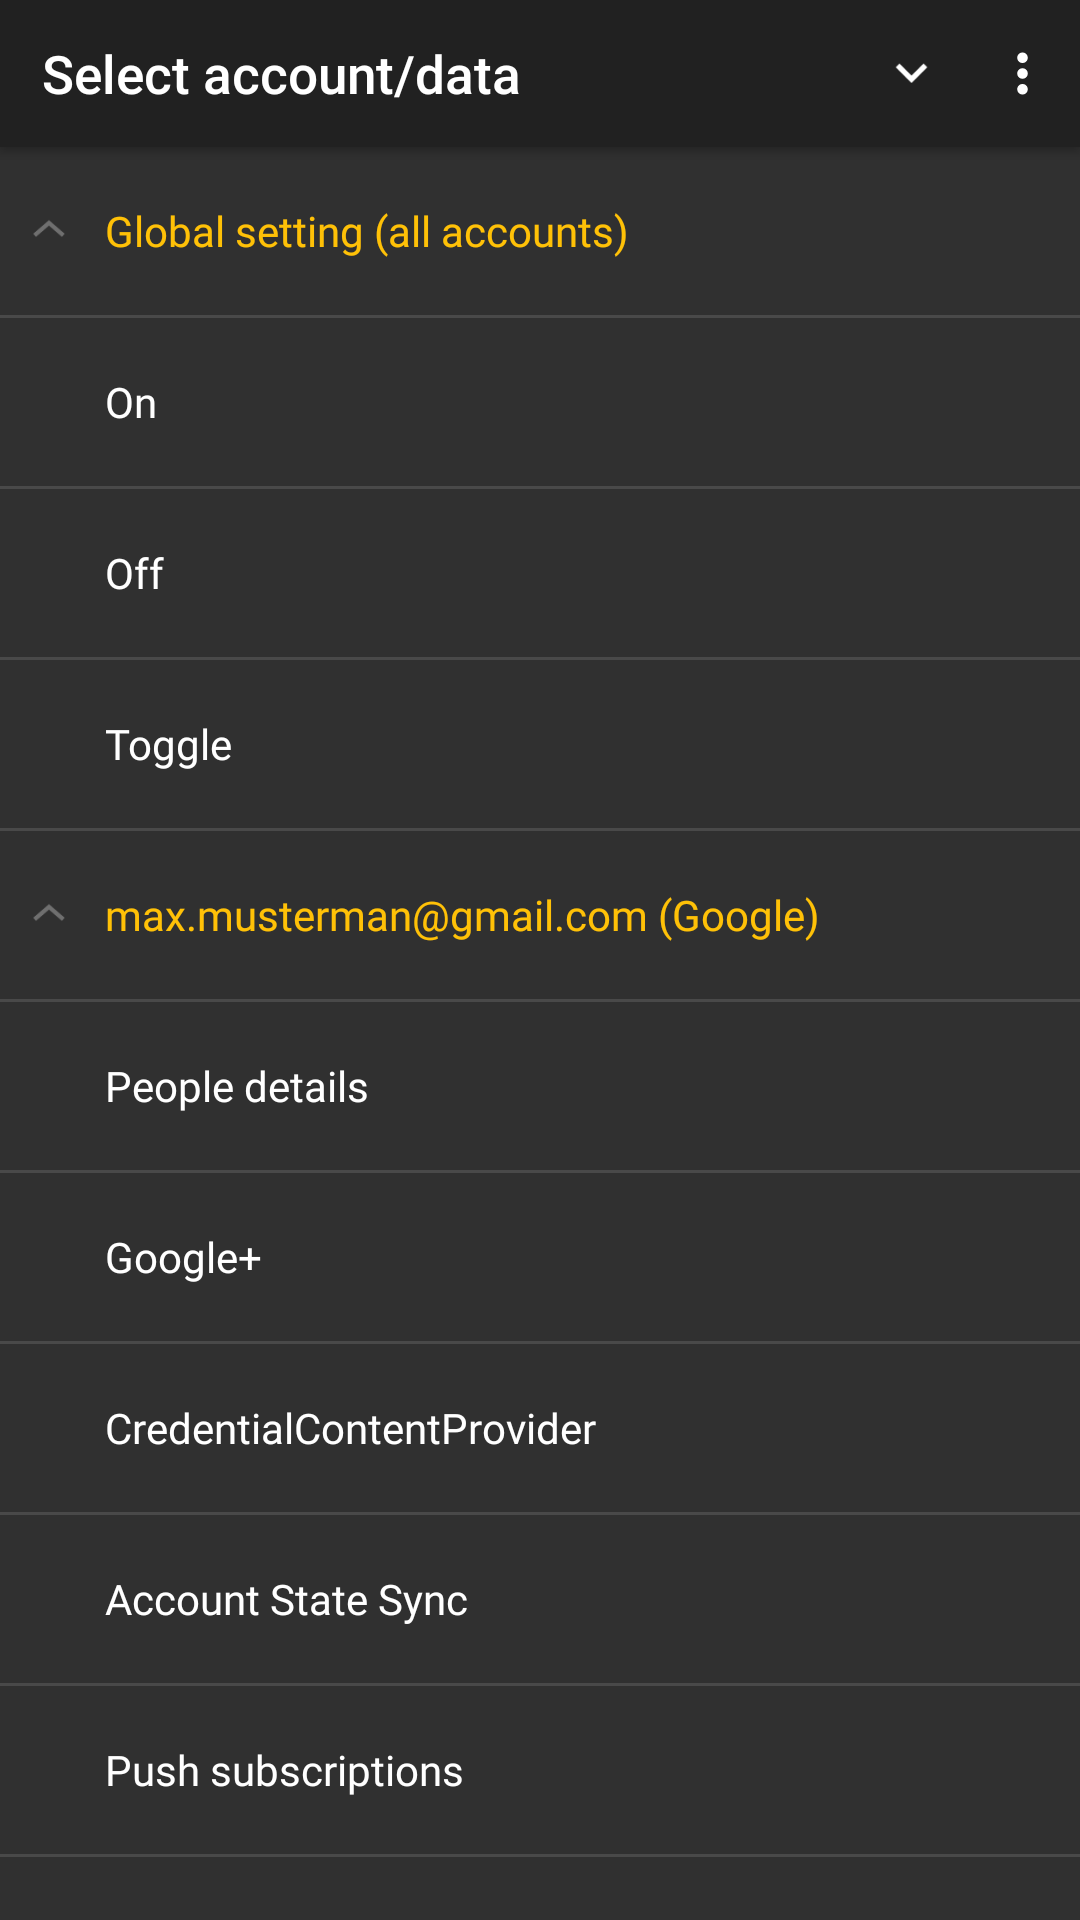 Select account/data
Global setting (all accounts)
On
Off
Toggle
max.musterman@gmail.com (Google)
People details
Google+
CredentialContentProvider
Account State Sync
Push subscriptions